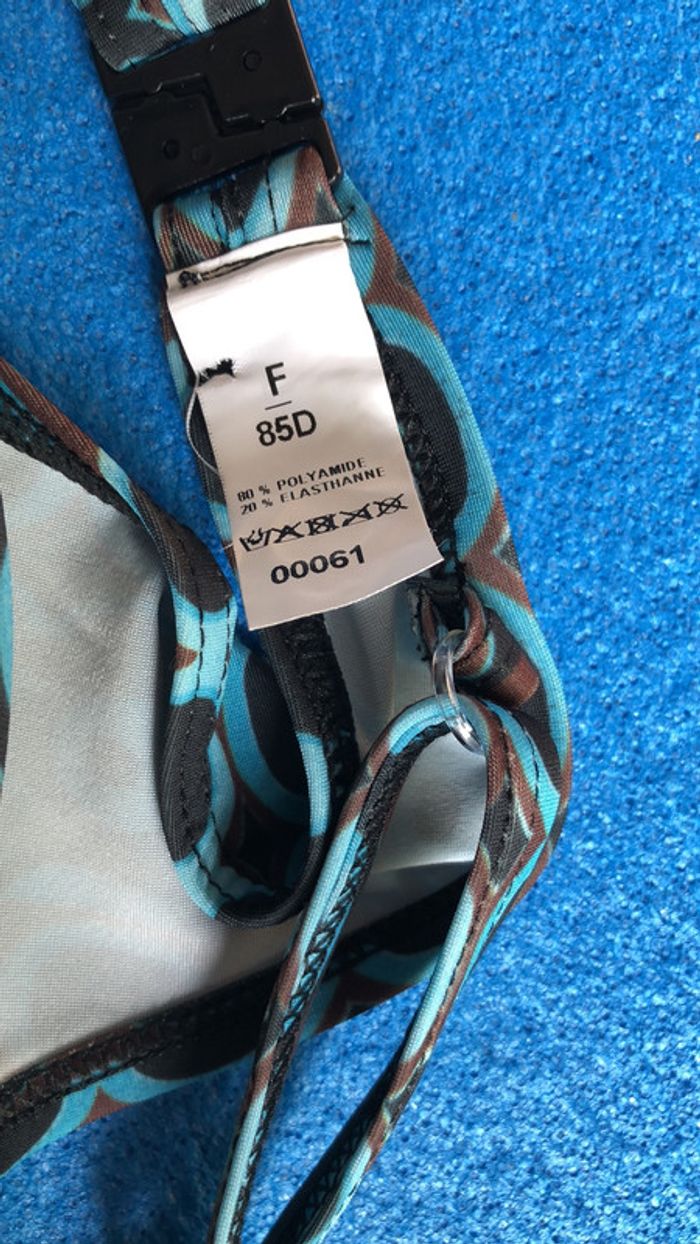 F
85D
80 % POLYAMIDE
20 % ELASTHANNE
00061